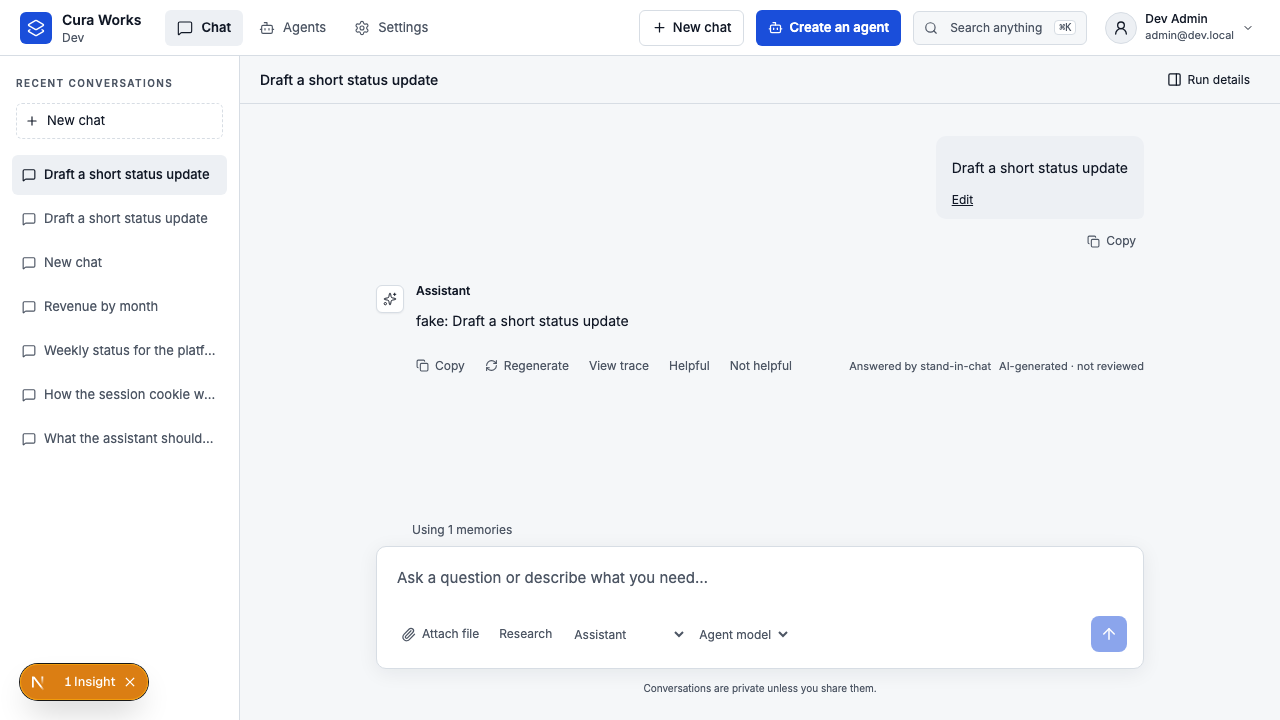 Cura Works
Dev
Chat
Agents
Settings
New chat
Create an agent
Search anything
⌘K
Dev Admin
admin@dev.local
RECENT CONVERSATIONS
New chat
Draft a short status update
Draft a short status update
New chat
Revenue by month
Weekly status for the platf...
How the session cookie w...
What the assistant should...
1 Insight
Draft a short status update
Run details
Draft a short status update
Edit
Copy
Assistant
fake: Draft a short status update
Copy
Regenerate
View trace
Helpful
Not helpful
Answered by stand-in-chat
AI-generated · not reviewed
Using 1 memories
Ask a question or describe what you need...
Attach file
Research
Assistant
Agent model
Conversations are private unless you share them.